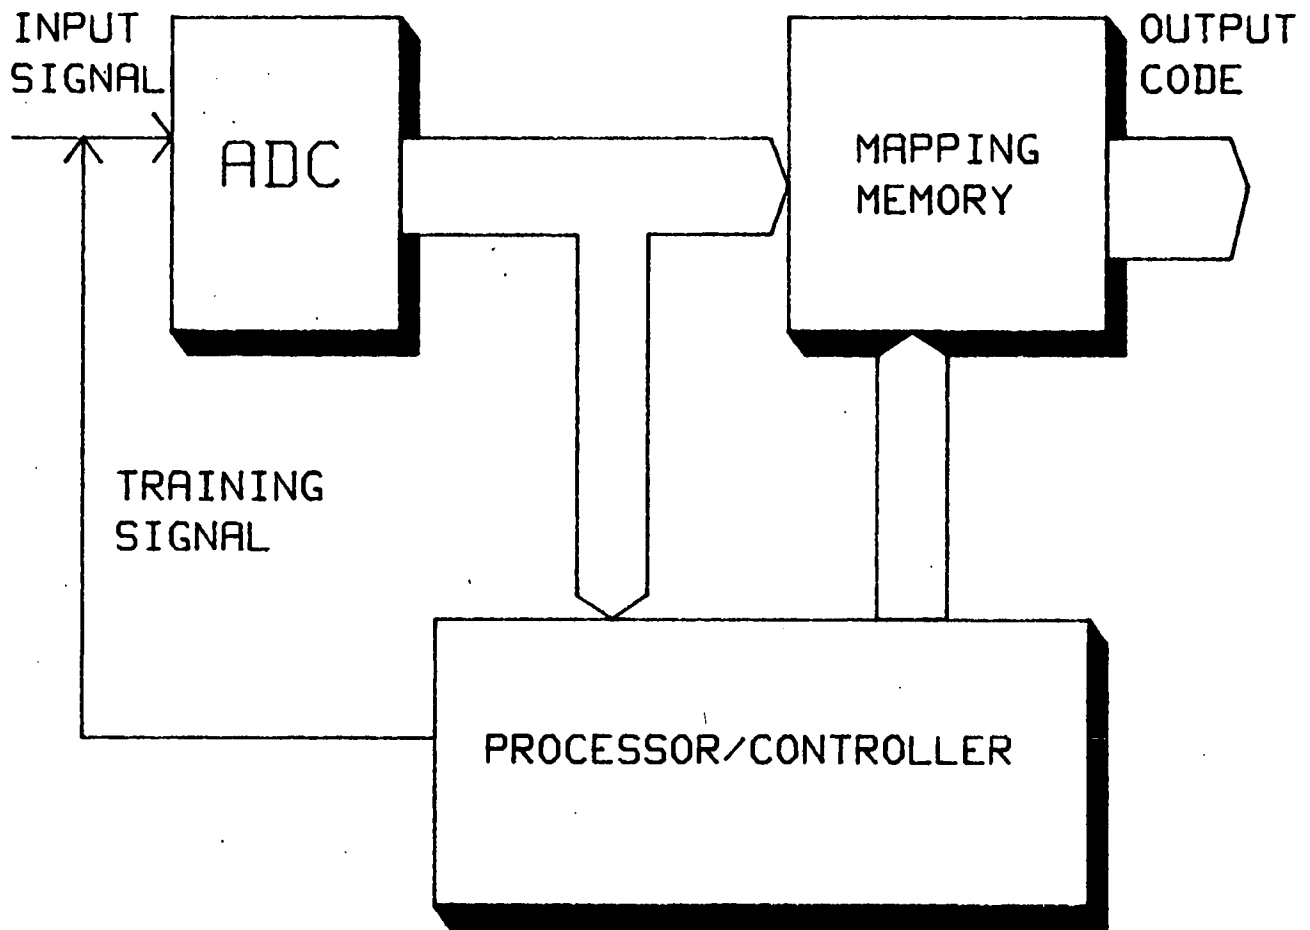 INPUT
SIGNAL
ADC
MAPPING
MEMORY
OUTPUT
CODE
TRAINING
SIGNAL
PROCESSOR/CONTROLLER